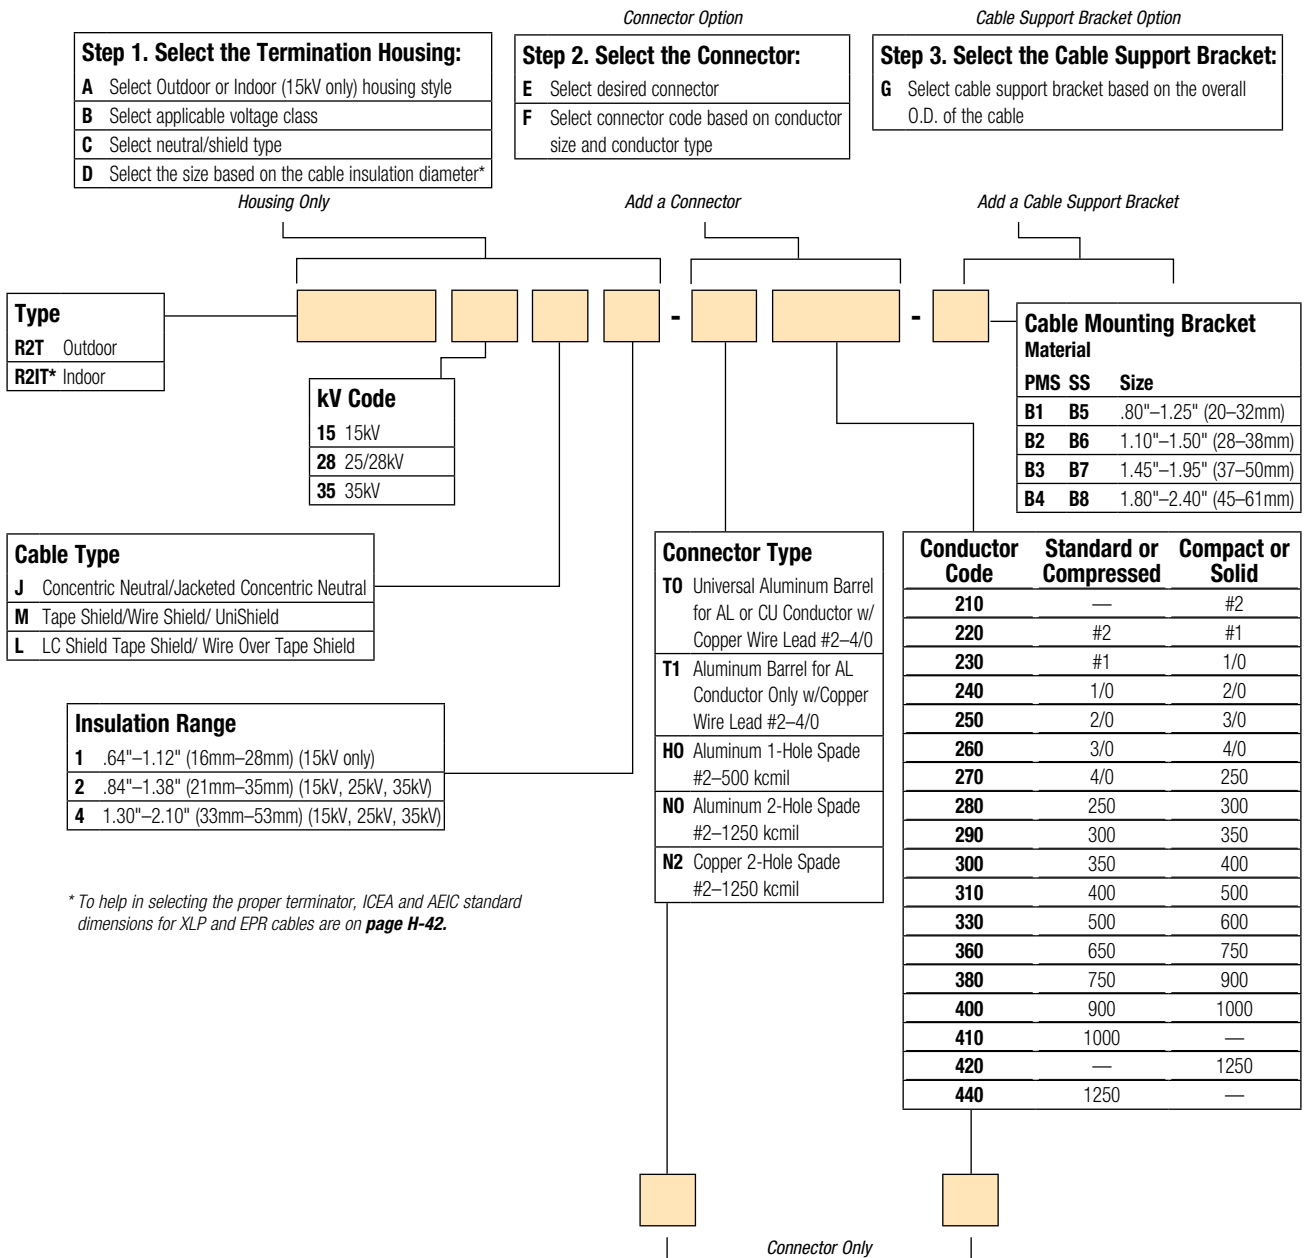 Connector Option
Cable Support Bracket Option
Step 1. Select the Termination Housing:
A Select Outdoor or Indoor (15kV only) housing style
B Select applicable voltage class
C Select neutral/shield type
D Select the size based on the cable insulation diameter*
Step 2. Select the Connector:
E Select desired connector
F Select connector code based on conductor
size and conductor type
Step 3. Select the Cable Support Bracket:
G Select cable support bracket based on the overall
O.D. of the cable
Housing Only
Add a Connector
Add a Cable Support Bracket
- -
Type
R2T Outdoor
R2IT* Indoor
kV Code
15 15kV
28 25/28kV
35 35kV
Cable Mounting Bracket
Material
PMS SS Size
B1 B5 .80"–1.25" (20–32mm)
B2 B6 1.10"–1.50" (28–38mm)
B3 B7 1.45"–1.95" (37–50mm)
B4 B8 1.80"–2.40" (45–61mm)
Cable Type
J Concentric Neutral/Jacketed Concentric Neutral
M Tape Shield/Wire Shield/ UniShield
L LC Shield Tape Shield/ Wire Over Tape Shield
Insulation Range
1 .64"–1.12" (16mm–28mm) (15kV only)
2 .84"–1.38" (21mm–35mm) (15kV, 25kV, 35kV)
4 1.30"–2.10" (33mm–53mm) (15kV, 25kV, 35kV)
* To help in selecting the proper terminator, ICEA and AEIC standard
dimensions for XLP and EPR cables are on page H-42.
Connector Type
T0 Universal Aluminum Barrel
for AL or CU Conductor w/
Copper Wire Lead #2–4/0
T1 Aluminum Barrel for AL
Conductor Only w/Copper
Wire Lead #2–4/0
H0 Aluminum 1-Hole Spade
#2–500 kcmil
N0 Aluminum 2-Hole Spade
#2–1250 kcmil
N2 Copper 2-Hole Spade
#2–1250 kcmil
Conductor Standard or Compact or
Code Compressed Solid
210 — #2
220 #2 #1
230 #1 1/0
240 1/0 2/0
250 2/0 3/0
260 3/0 4/0
270 4/0 250
280 250 300
290 300 350
300 350 400
310 400 500
330 500 600
360 650 750
380 750 900
400 900 1000
410 1000 —
420 — 1250
440 1250 —
Connector Only